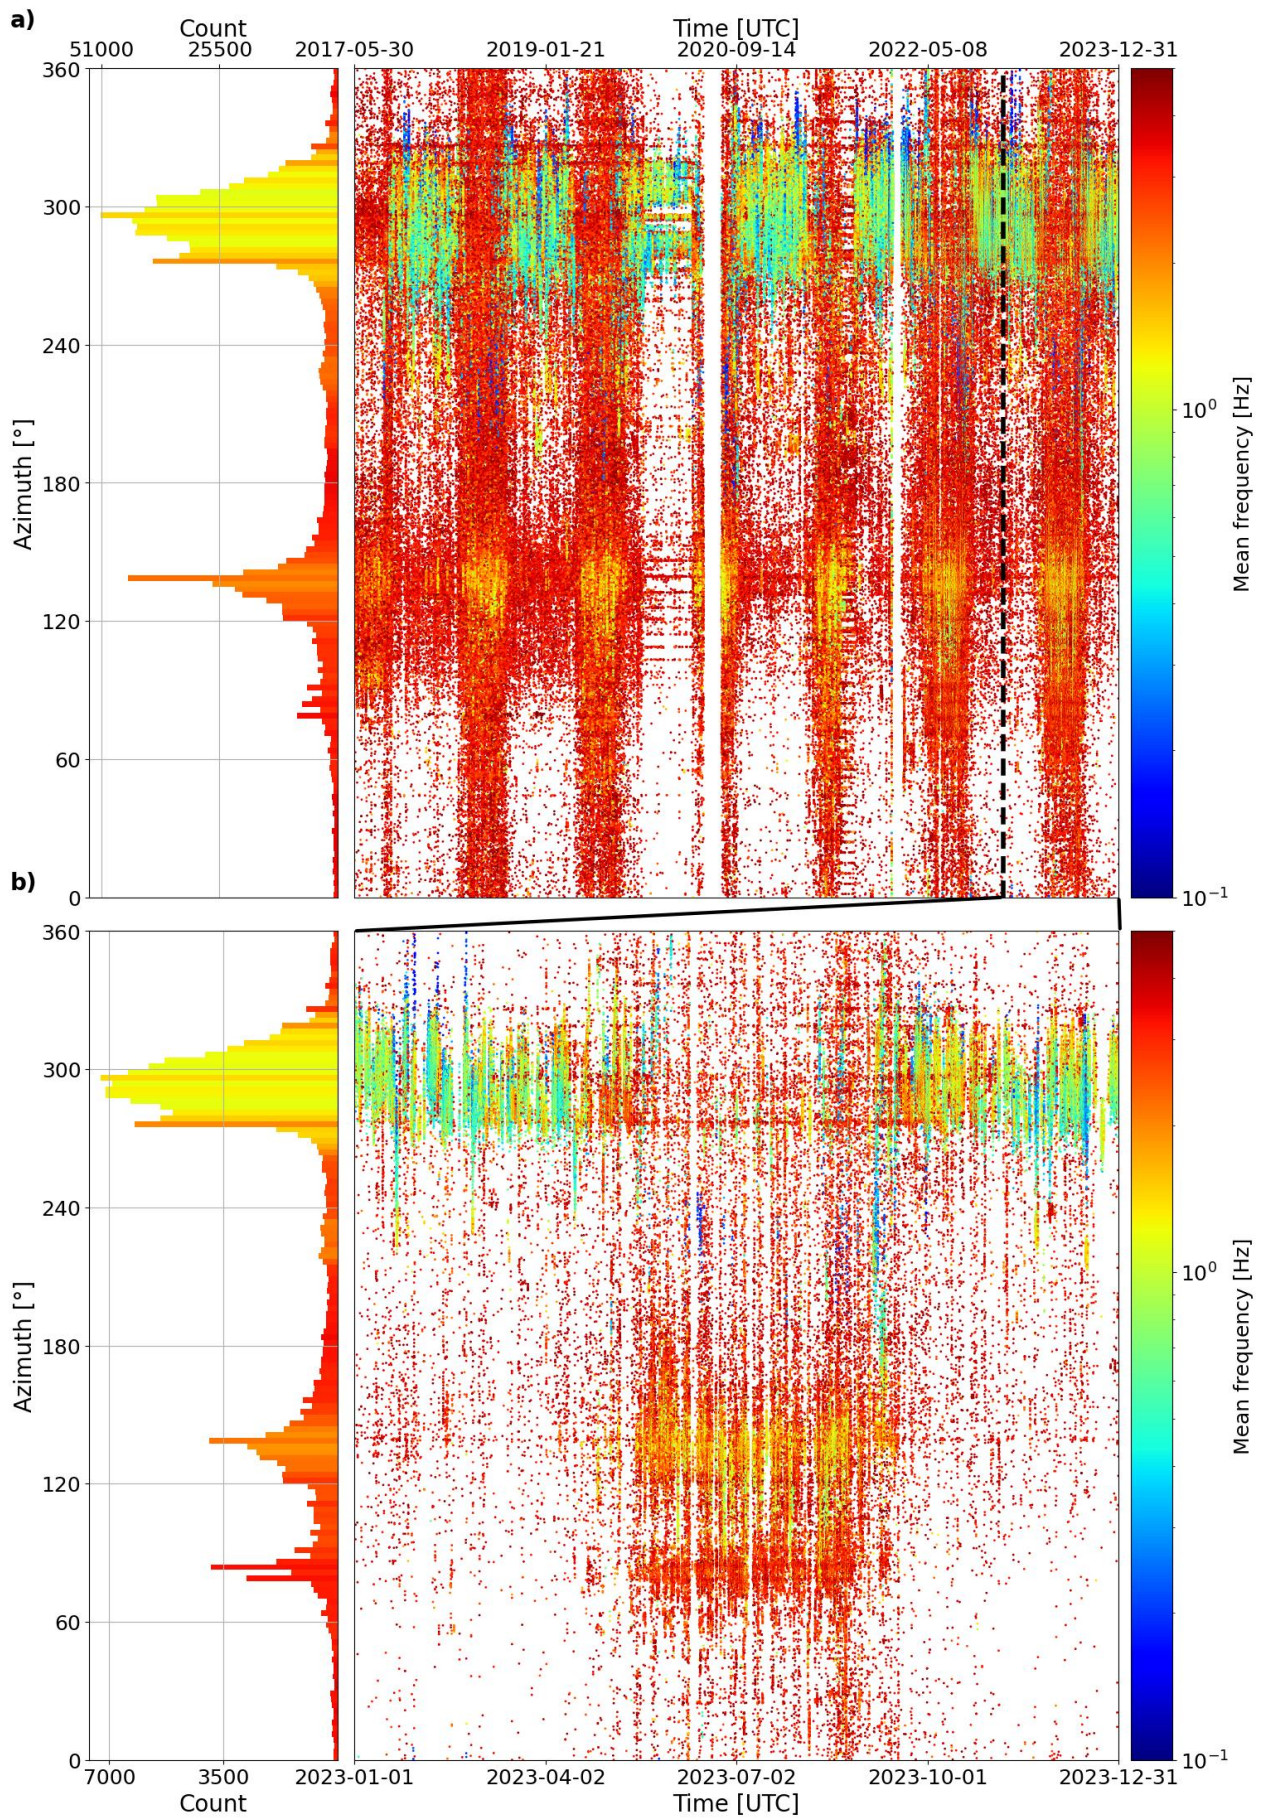 a)
Count
Time [UTC]
51000 25500 2017-05-30 2019-01-21 2020-09-14 2022-05-08 2023-12-31
360
300
240
180
120
60
0
Azimuth [°]
10⁰
10⁻¹
Mean frequency [Hz]
b)
360
300
240
180
120
60
0
Azimuth [°]
10⁰
10⁻¹
Mean frequency [Hz]
7000 3500 2023-01-01 2023-04-02 2023-07-02 2023-10-01 2023-12-31
Count
Time [UTC]